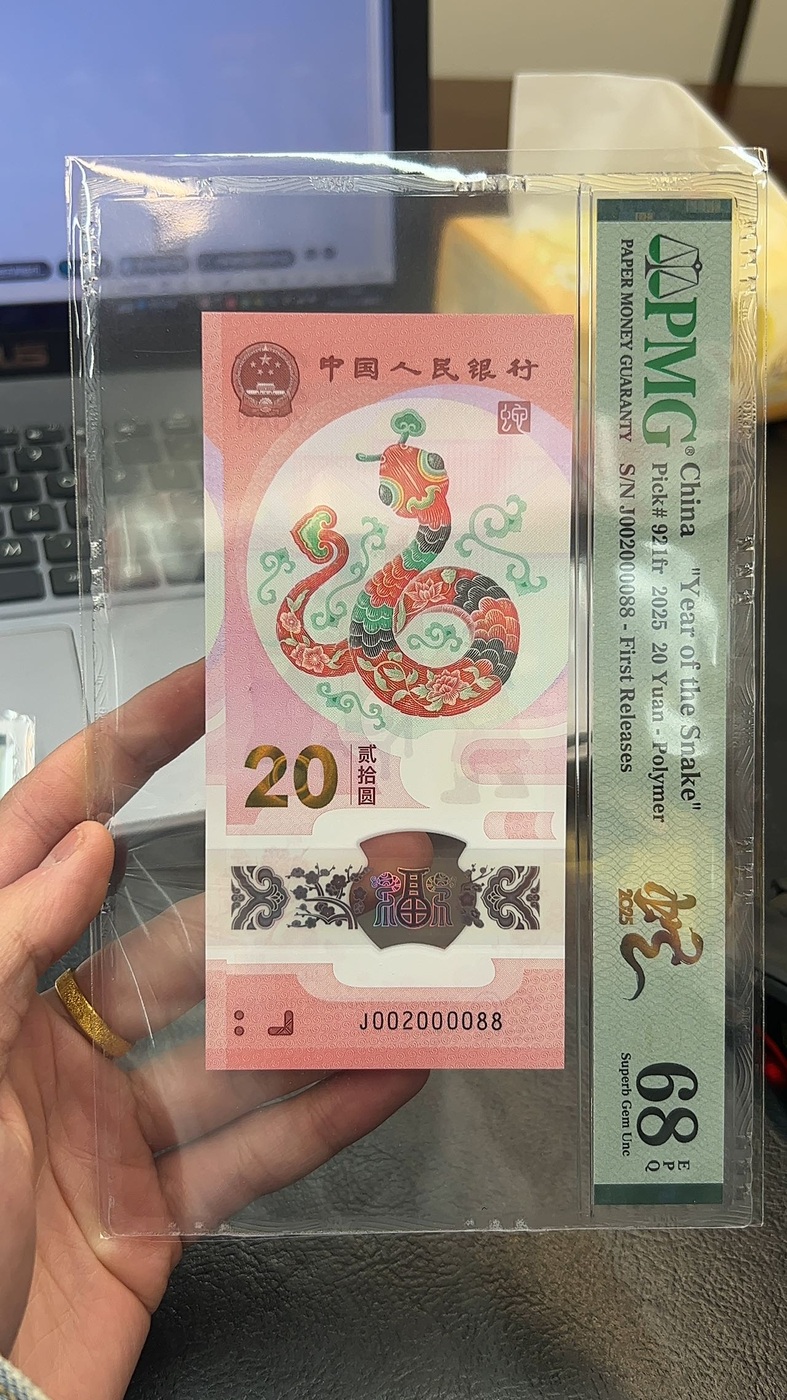 中国人民银行
20
贰拾圆
福
J002000088
PMG®
PAPER MONEY GUARANTY
China "Year of the Snake"
Pick# 921fr 2025 20 Yuan - Polymer
S/N J002000088 - First Releases
蛇
2025
68
EPQ
Superb Gem Unc